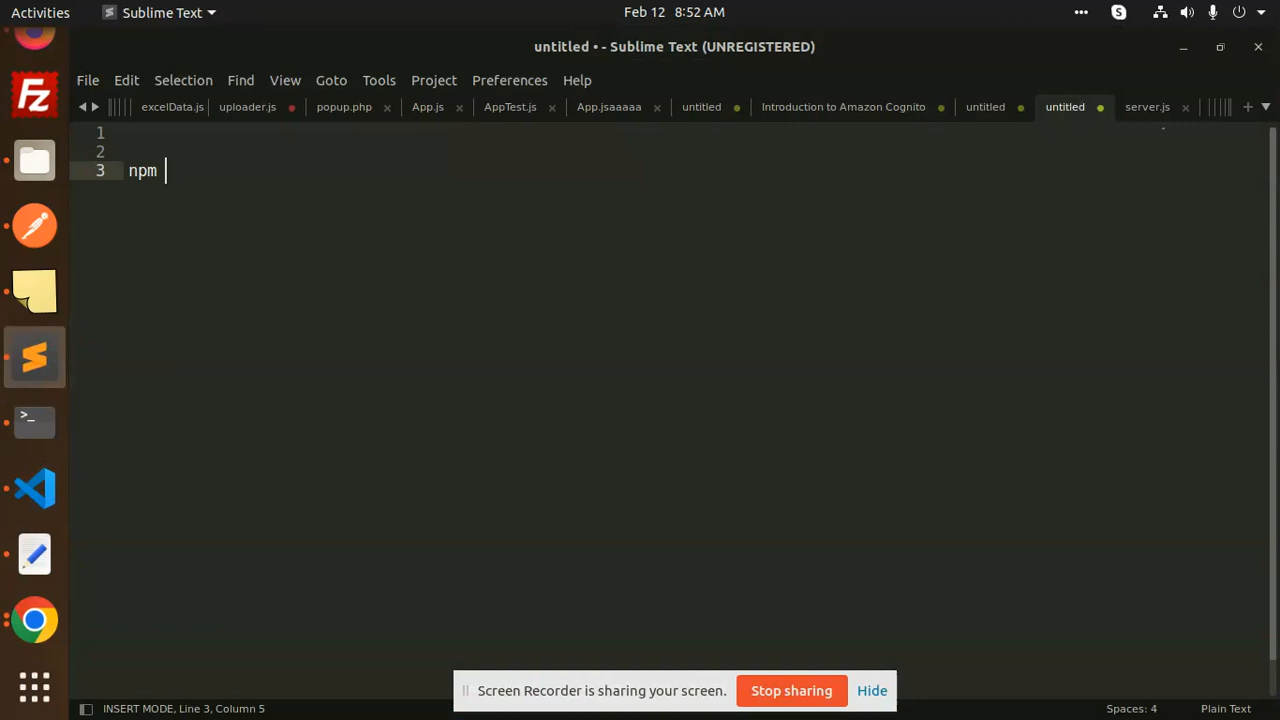 Activities
Sublime Text
Feb 12 8:52 AM
untitled • - Sublime Text (UNREGISTERED)
File Edit Selection Find View Goto Tools Project Preferences Help
excelData.js uploader.js popup.php App.js AppTest.js App.jsaaaaa untitled Introduction to Amazon Cognito untitled untitled server.js
1
2
3 npm
Screen Recorder is sharing your screen. Stop sharing Hide
INSERT MODE, Line 3, Column 5 Spaces: 4 Plain Text